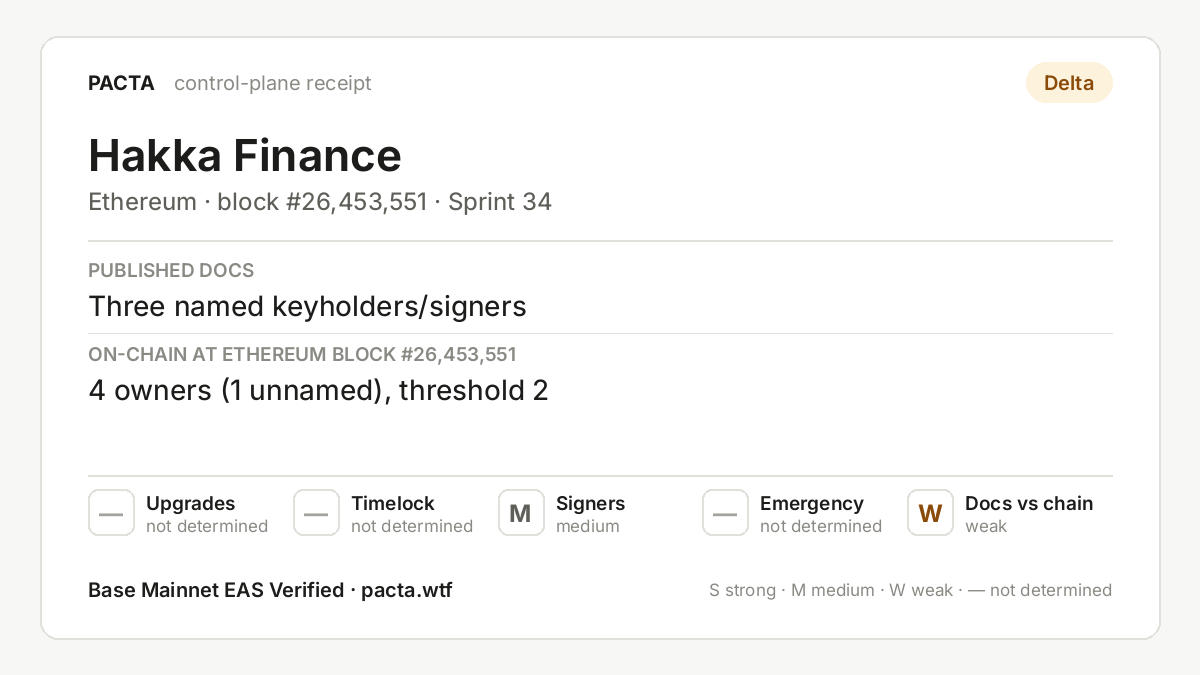 PACTA control-plane receipt Delta
Hakka Finance
Ethereum · block #26,453,551 · Sprint 34
PUBLISHED DOCS
Three named keyholders/signers
ON-CHAIN AT ETHEREUM BLOCK #26,453,551
4 owners (1 unnamed), threshold 2
— Upgrades not determined
— Timelock not determined
M Signers medium
— Emergency not determined
W Docs vs chain weak
Base Mainnet EAS Verified · pacta.wtf
S strong · M medium · W weak · — not determined